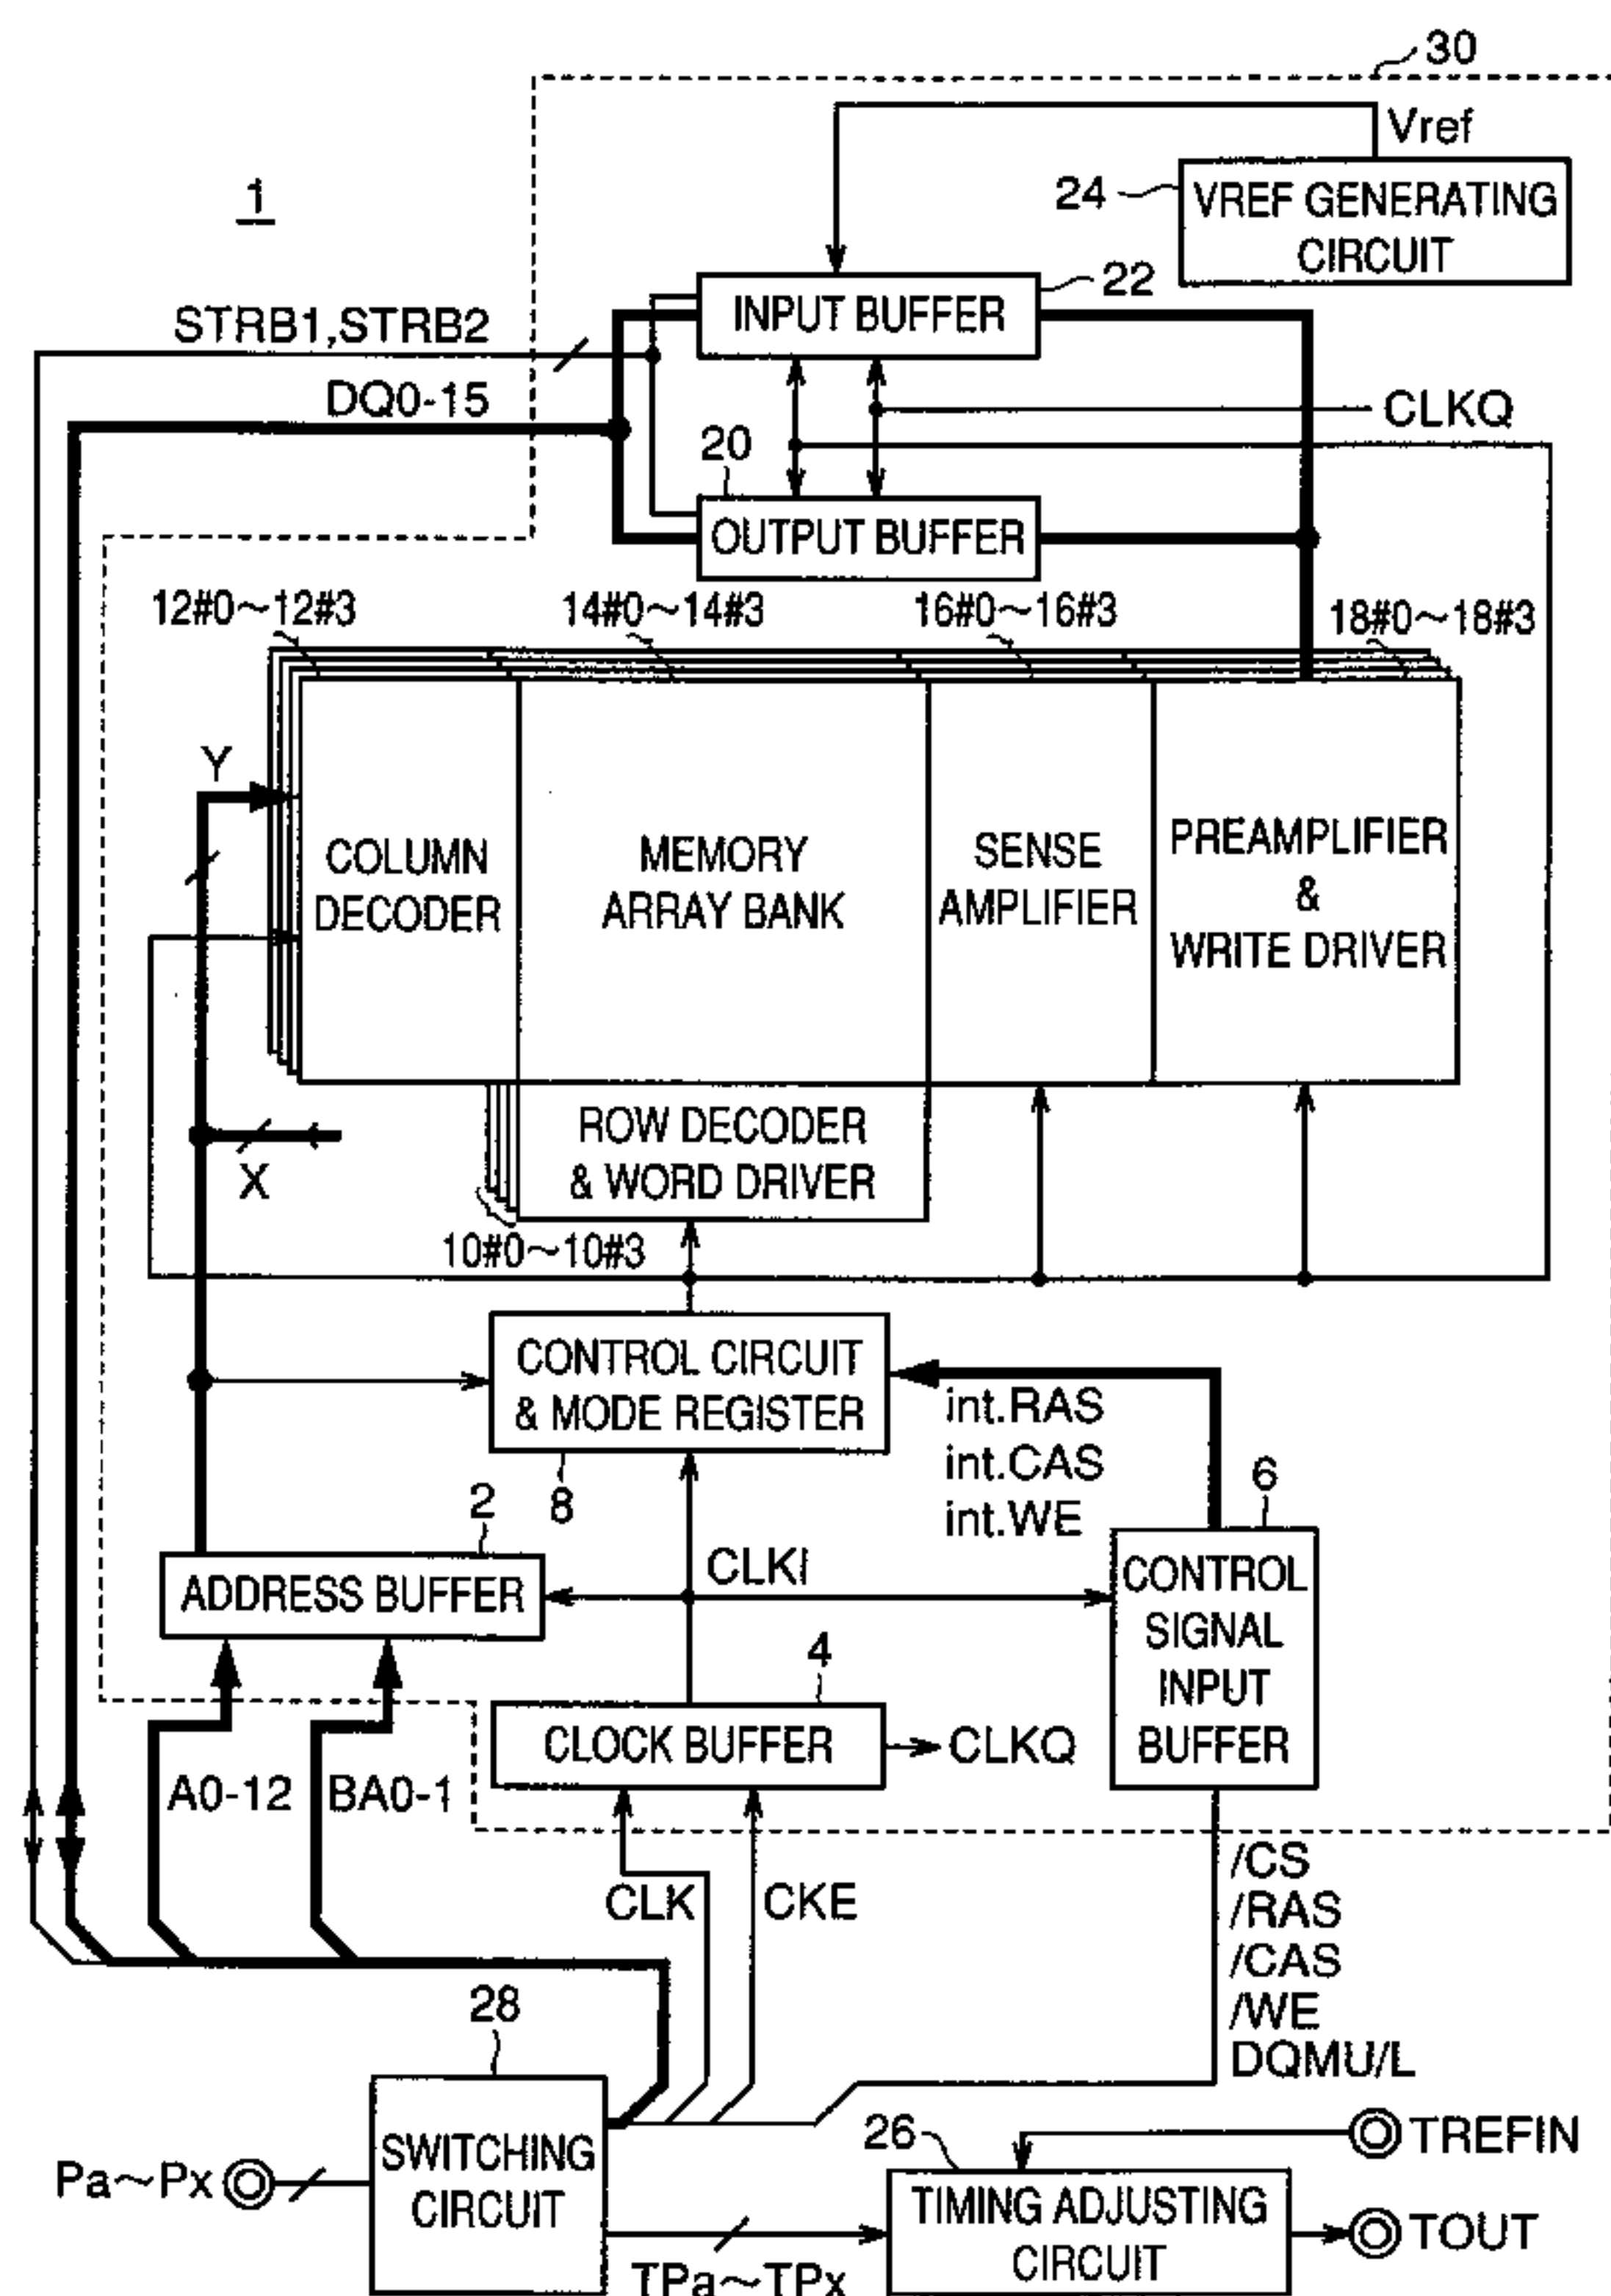 30
Vref
1
24
VREF GENERATING
CIRCUIT
22
INPUT BUFFER
STRB1,STRB2
DQ0-15
CLKQ
20
OUTPUT BUFFER
12#0~12#3
14#0~14#3
16#0~16#3
18#0~18#3
Y
COLUMN
DECODER
MEMORY
ARRAY BANK
SENSE
AMPLIFIER
PREAMPLIFIER
&
WRITE DRIVER
X
ROW DECODER
& WORD DRIVER
10#0~10#3
CONTROL CIRCUIT
& MODE REGISTER
8
int.RAS
int.CAS
int.WE
6
2
ADDRESS BUFFER
CLKI
CONTROL
SIGNAL
INPUT
BUFFER
4
CLOCK BUFFER
CLKQ
A0-12
BA0-1
CLK
CKE
/CS
/RAS
/CAS
/WE
DQMU/L
28
SWITCHING
CIRCUIT
Pa~Px
26
TREFIN
TIMING ADJUSTING
CIRCUIT
TOUT
TPa~TPx